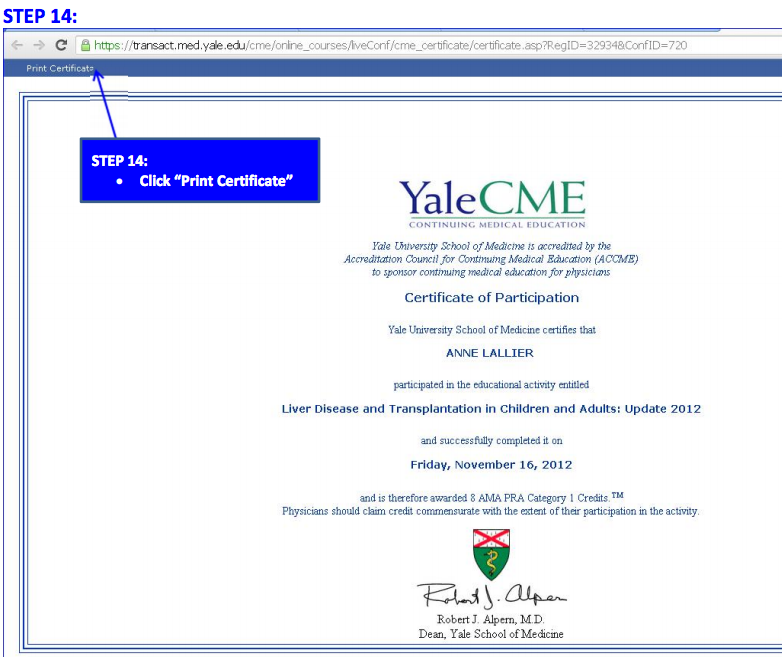 STEP 14:
https://transact.med.yale.edu/cme/online_courses/liveConf/cme_certificate/certificate.asp?RegID=32934&ConfID=720
Print Certificate
STEP 14:
• Click “Print Certificate”
YaleCME
CONTINUING MEDICAL EDUCATION
Yale University School of Medicine is accredited by the
Accreditation Council for Continuing Medical Education (ACCME)
to sponsor continuing medical education for physicians
Certificate of Participation
Yale University School of Medicine certifies that
ANNE LALLIER
participated in the educational activity entitled
Liver Disease and Transplantation in Children and Adults: Update 2012
and successfully completed it on
Friday, November 16, 2012
and is therefore awarded 8 AMA PRA Category 1 Credits.™
Physicians should claim credit commensurate with the extent of their participation in the activity.
Robert J. Alpern
Robert J. Alpern, M.D.
Dean, Yale School of Medicine